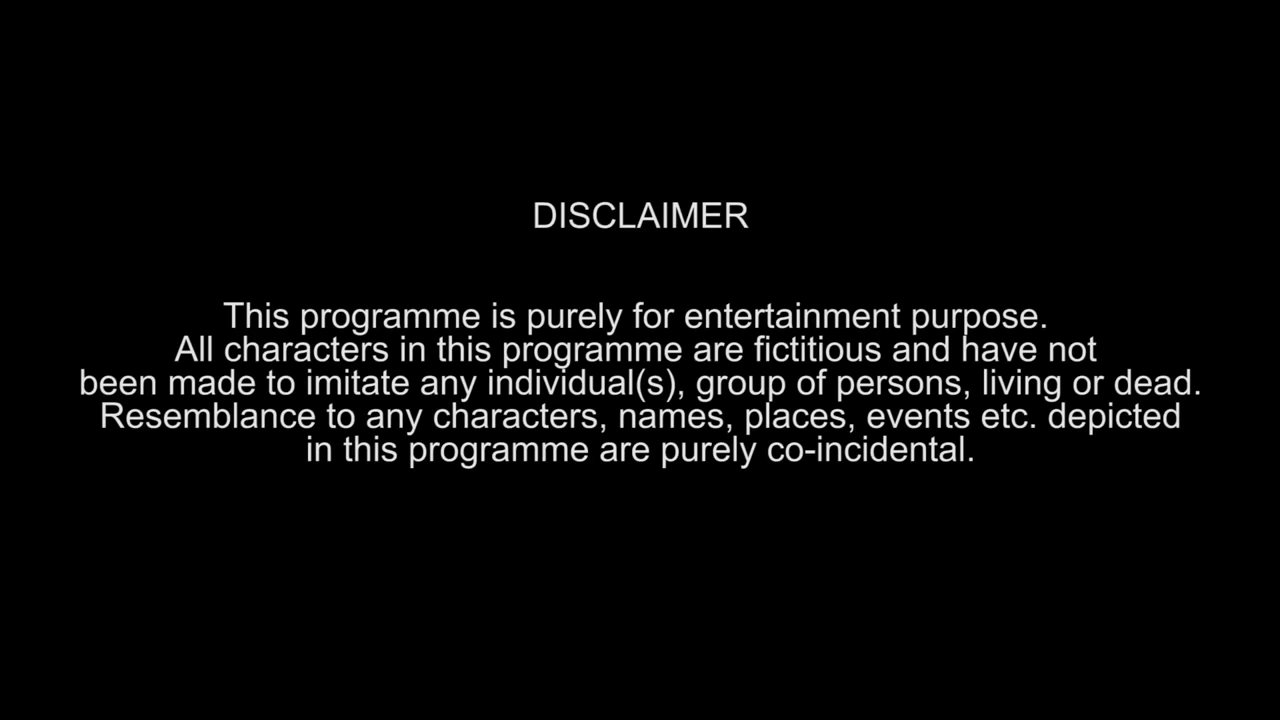 DISCLAIMER
This programme is purely for entertainment purpose.
All characters in this programme are fictitious and have not
been made to imitate any individual(s), group of persons, living or dead.
Resemblance to any characters, names, places, events etc. depicted
in this programme are purely co-incidental.